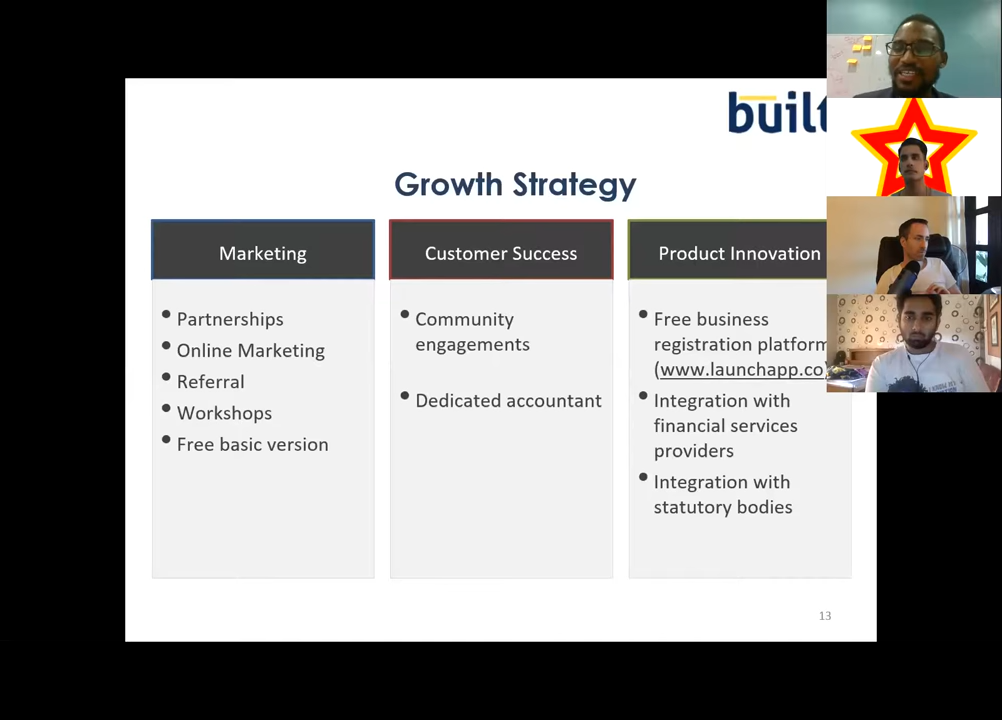 built
Growth Strategy
Marketing
Partnerships
Online Marketing
Referral
Workshops
Free basic version
Customer Success
Community
engagements
Dedicated accountant
Product Innovation
Free business
registration platform
(www.launchapp.co)
Integration with
financial services
providers
Integration with
statutory bodies
13